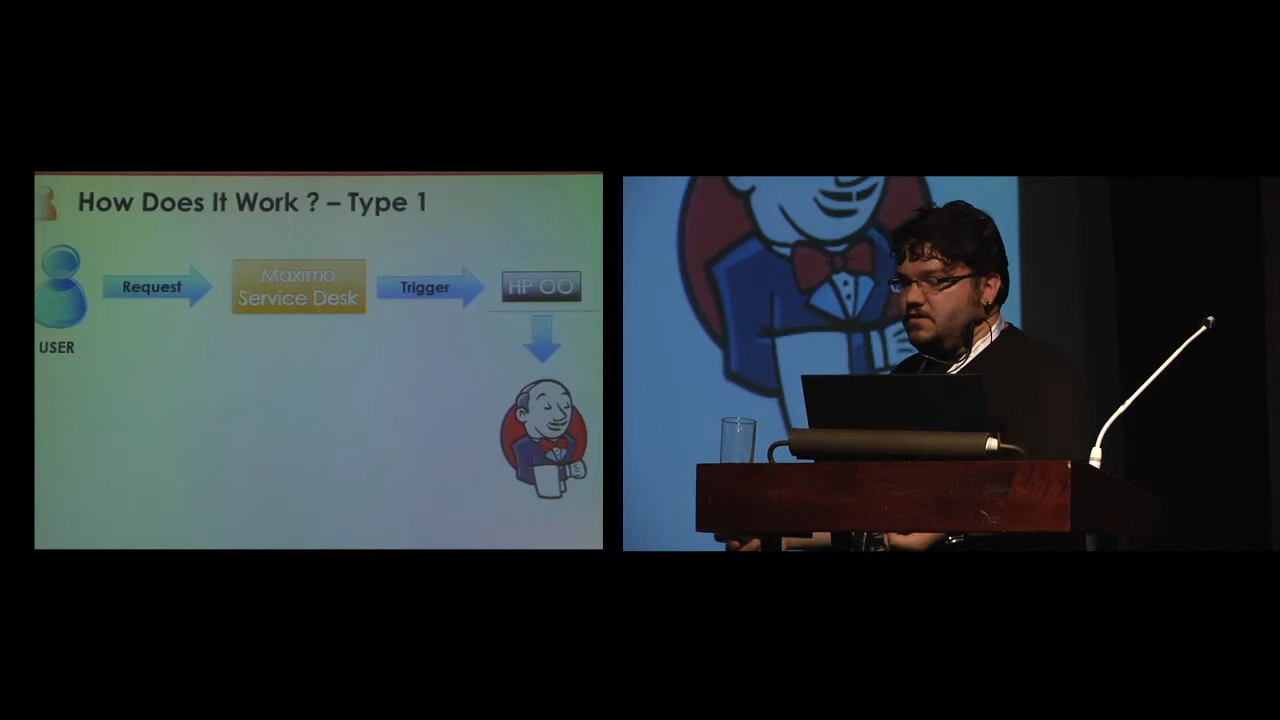 How Does It Work ? – Type 1
Request
Maximo
Service Desk
Trigger
HP OO
USER